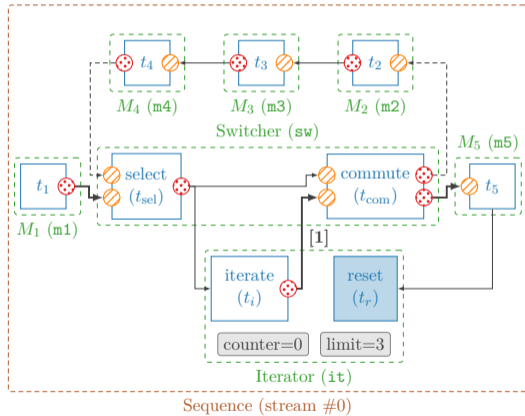 t4 t3 t2
M4 (m4) M3 (m3) M2 (m2)
Switcher (sw)
M5 (m5)
t1 select commute t5
(tsel) (tcom)
M1 (m1)
[1]
iterate reset
(ti) (tr)
counter=0 limit=3
Iterator (it)
Sequence (stream #0)